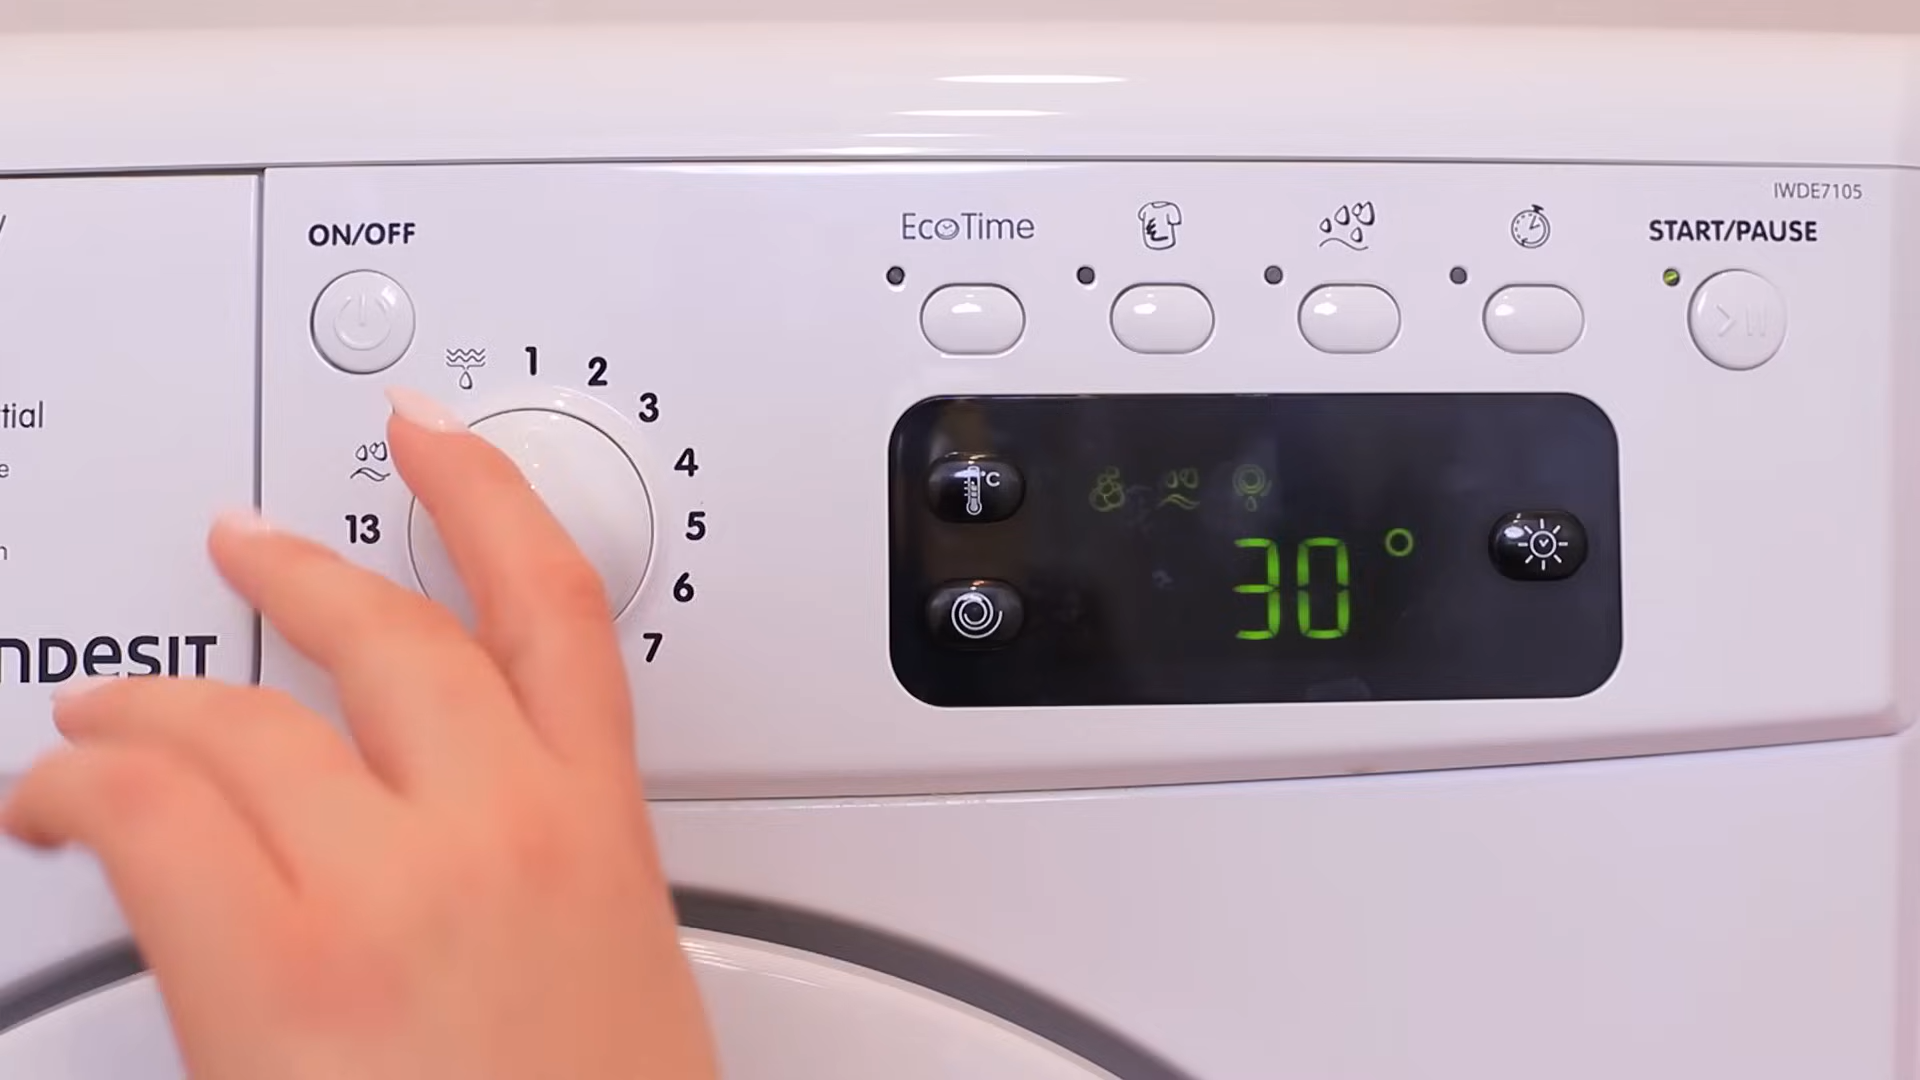 IWDE7105
ON/OFF
EcoTime
START/PAUSE
1
2
3
4
5
6
7
13
tial
e
n
NDESIT
°C
30°